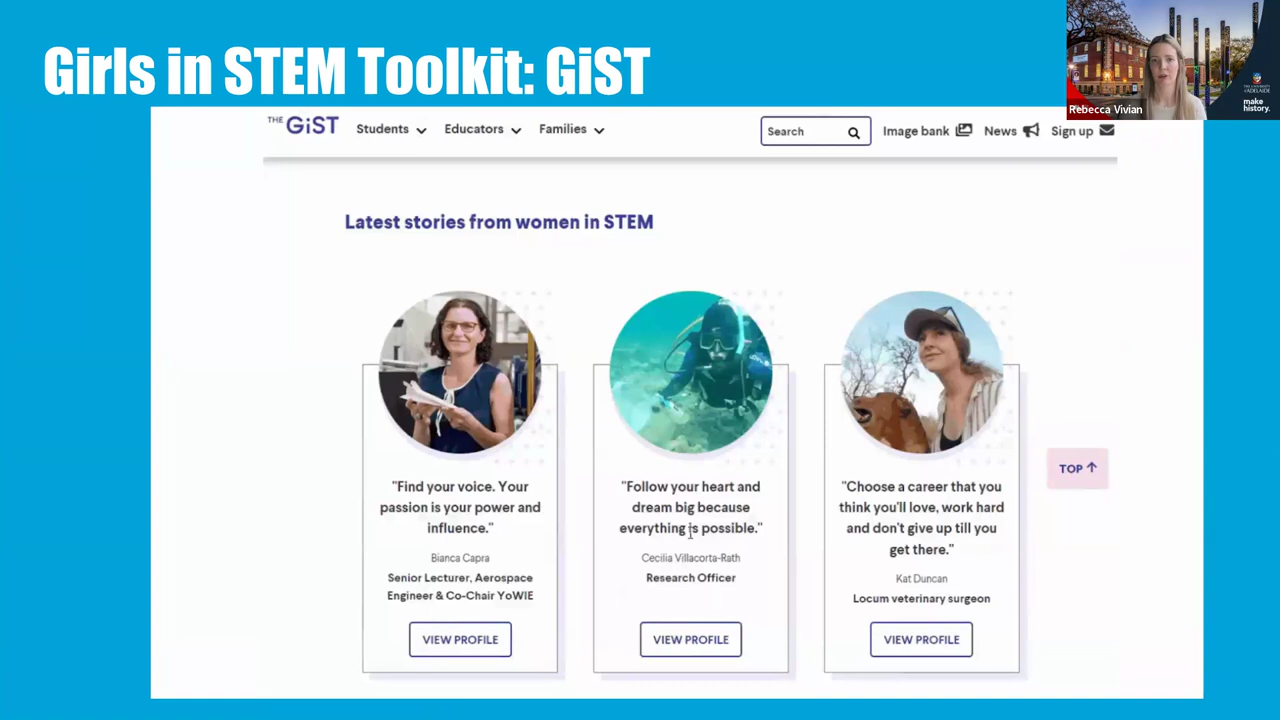 Girls in STEM Toolkit: GiST
Rebecca Vivian
make
history.
THE GiST
Students
Educators
Families
Search
Image bank
News
Sign up
Latest stories from women in STEM
"Find your voice. Your
passion is your power and
influence."
Bianca Capra
Senior Lecturer, Aerospace
Engineer & Co-Chair YoWIE
VIEW PROFILE
"Follow your heart and
dream big because
everything is possible."
Cecilia Villacorta-Rath
Research Officer
VIEW PROFILE
"Choose a career that you
think you'll love, work hard
and don't give up till you
get there."
Kat Duncan
Locum veterinary surgeon
VIEW PROFILE
TOP